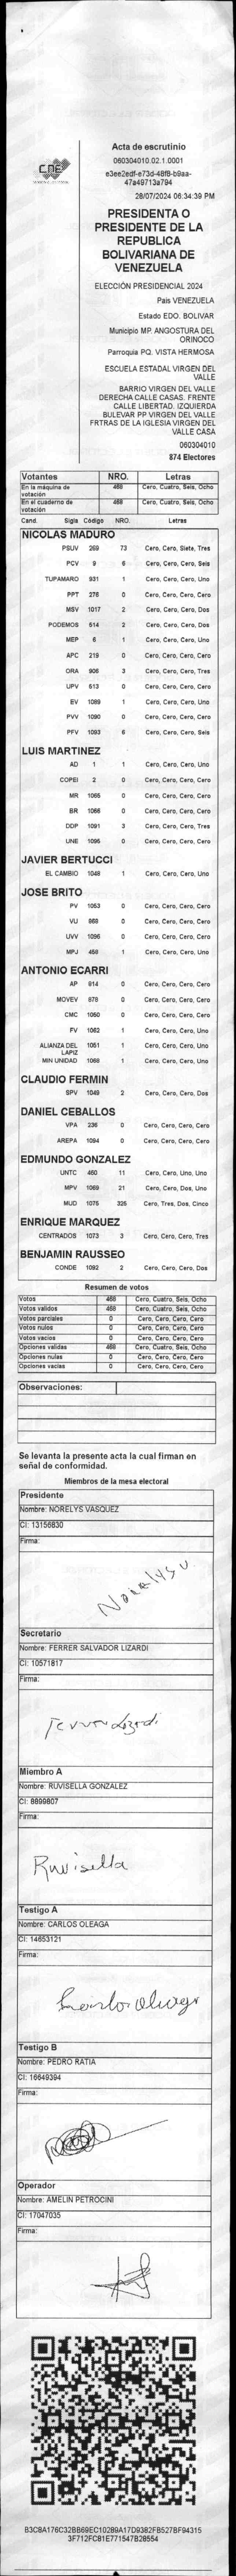 CNE
Acta de escrutinio
060304010.02.1.0001
e3ee2edf-e73d-48f8-b9aa-
47a49713a794
28/07/2024 06:34:39 PM
PRESIDENTA O
PRESIDENTE DE LA
REPUBLICA
BOLIVARIANA DE
VENEZUELA
ELECCIÓN PRESIDENCIAL 2024
Pais VENEZUELA
Estado EDO. BOLIVAR
Municipio MP. ANGOSTURA DEL
ORINOCO
Parroquia PQ. VISTA HERMOSA
ESCUELA ESTADAL VIRGEN DEL
VALLE
BARRIO VIRGEN DEL VALLE
DERECHA CALLE CASAS. FRENTE
CALLE LIBERTAD. IZQUIERDA
BULEVAR PP VIRGEN DEL VALLE
FRTRAS DE LA IGLESIA VIRGEN DEL
VALLE CASA
060304010
874 Electores
Votantes NRO. Letras
En la máquina de votación 468 Cero, Cuatro, Seis, Ocho
En el cuaderno de votación 468 Cero, Cuatro, Seis, Ocho
Cand. Sigla Código NRO. Letras
NICOLAS MADURO
PSUV 269 73 Cero, Cero, Siete, Tres
PCV 9 6 Cero, Cero, Cero, Seis
TUPAMARO 931 1 Cero, Cero, Cero, Uno
PPT 276 0 Cero, Cero, Cero, Cero
MSV 1017 2 Cero, Cero, Cero, Dos
PODEMOS 514 2 Cero, Cero, Cero, Dos
MEP 6 1 Cero, Cero, Cero, Uno
APC 219 0 Cero, Cero, Cero, Cero
ORA 906 3 Cero, Cero, Cero, Tres
UPV 613 0 Cero, Cero, Cero, Cero
EV 1089 1 Cero, Cero, Cero, Uno
PVV 1090 0 Cero, Cero, Cero, Cero
PFV 1093 6 Cero, Cero, Cero, Seis
LUIS MARTINEZ
AD 1 1 Cero, Cero, Cero, Uno
COPEI 2 0 Cero, Cero, Cero, Cero
MR 1065 0 Cero, Cero, Cero, Cero
BR 1066 0 Cero, Cero, Cero, Cero
DDP 1091 3 Cero, Cero, Cero, Tres
UNE 1095 0 Cero, Cero, Cero, Cero
JAVIER BERTUCCI
EL CAMBIO 1048 1 Cero, Cero, Cero, Uno
JOSE BRITO
PV 1053 0 Cero, Cero, Cero, Cero
VU 969 0 Cero, Cero, Cero, Cero
UVV 1096 0 Cero, Cero, Cero, Cero
MPJ 458 1 Cero, Cero, Cero, Uno
ANTONIO ECARRI
AP 914 0 Cero, Cero, Cero, Cero
MOVEV 876 0 Cero, Cero, Cero, Cero
CMC 1050 0 Cero, Cero, Cero, Cero
FV 1062 1 Cero, Cero, Cero, Uno
ALIANZA DEL LAPIZ 1051 1 Cero, Cero, Cero, Uno
MIN UNIDAD 1068 1 Cero, Cero, Cero, Uno
CLAUDIO FERMIN
SPV 1049 2 Cero, Cero, Cero, Dos
DANIEL CEBALLOS
VPA 236 0 Cero, Cero, Cero, Cero
AREPA 1094 0 Cero, Cero, Cero, Cero
EDMUNDO GONZALEZ
UNTC 460 11 Cero, Cero, Uno, Uno
MPV 1069 21 Cero, Cero, Dos, Uno
MUD 1075 325 Cero, Tres, Dos, Cinco
ENRIQUE MARQUEZ
CENTRADOS 1073 3 Cero, Cero, Cero, Tres
BENJAMIN RAUSSEO
CONDE 1092 2 Cero, Cero, Cero, Dos
Resumen de votos
Votos 468 Cero, Cuatro, Seis, Ocho
Votos validos 468 Cero, Cuatro, Seis, Ocho
Votos parciales 0 Cero, Cero, Cero, Cero
Votos nulos 0 Cero, Cero, Cero, Cero
Votos vacios 0 Cero, Cero, Cero, Cero
Opciones validas 468 Cero, Cuatro, Seis, Ocho
Opciones nulas 0 Cero, Cero, Cero, Cero
Opciones vacias 0 Cero, Cero, Cero, Cero
Observaciones:
Se levanta la presente acta la cual firman en
señal de conformidad.
Miembros de la mesa electoral
Presidente
Nombre: NORELYS VASQUEZ
CI: 13156830
Firma:
Norelys v
Secretario
Nombre: FERRER SALVADOR LIZARDI
CI: 10571817
Firma:
Ferrer Lizardi
Miembro A
Nombre: RUVISELLA GONZALEZ
CI: 8899807
Firma:
Ruvisella
Testigo A
Nombre: CARLOS OLEAGA
CI: 14653121
Firma:
Carlos Oleaga
Testigo B
Nombre: PEDRO RATIA
CI: 16649394
Firma:
Operador
Nombre: AMELIN PETROCINI
CI: 17047035
Firma:
B3C8A176C32BB69EC10289A17D9382FB527BF94315
3F712FC81E771547B28554